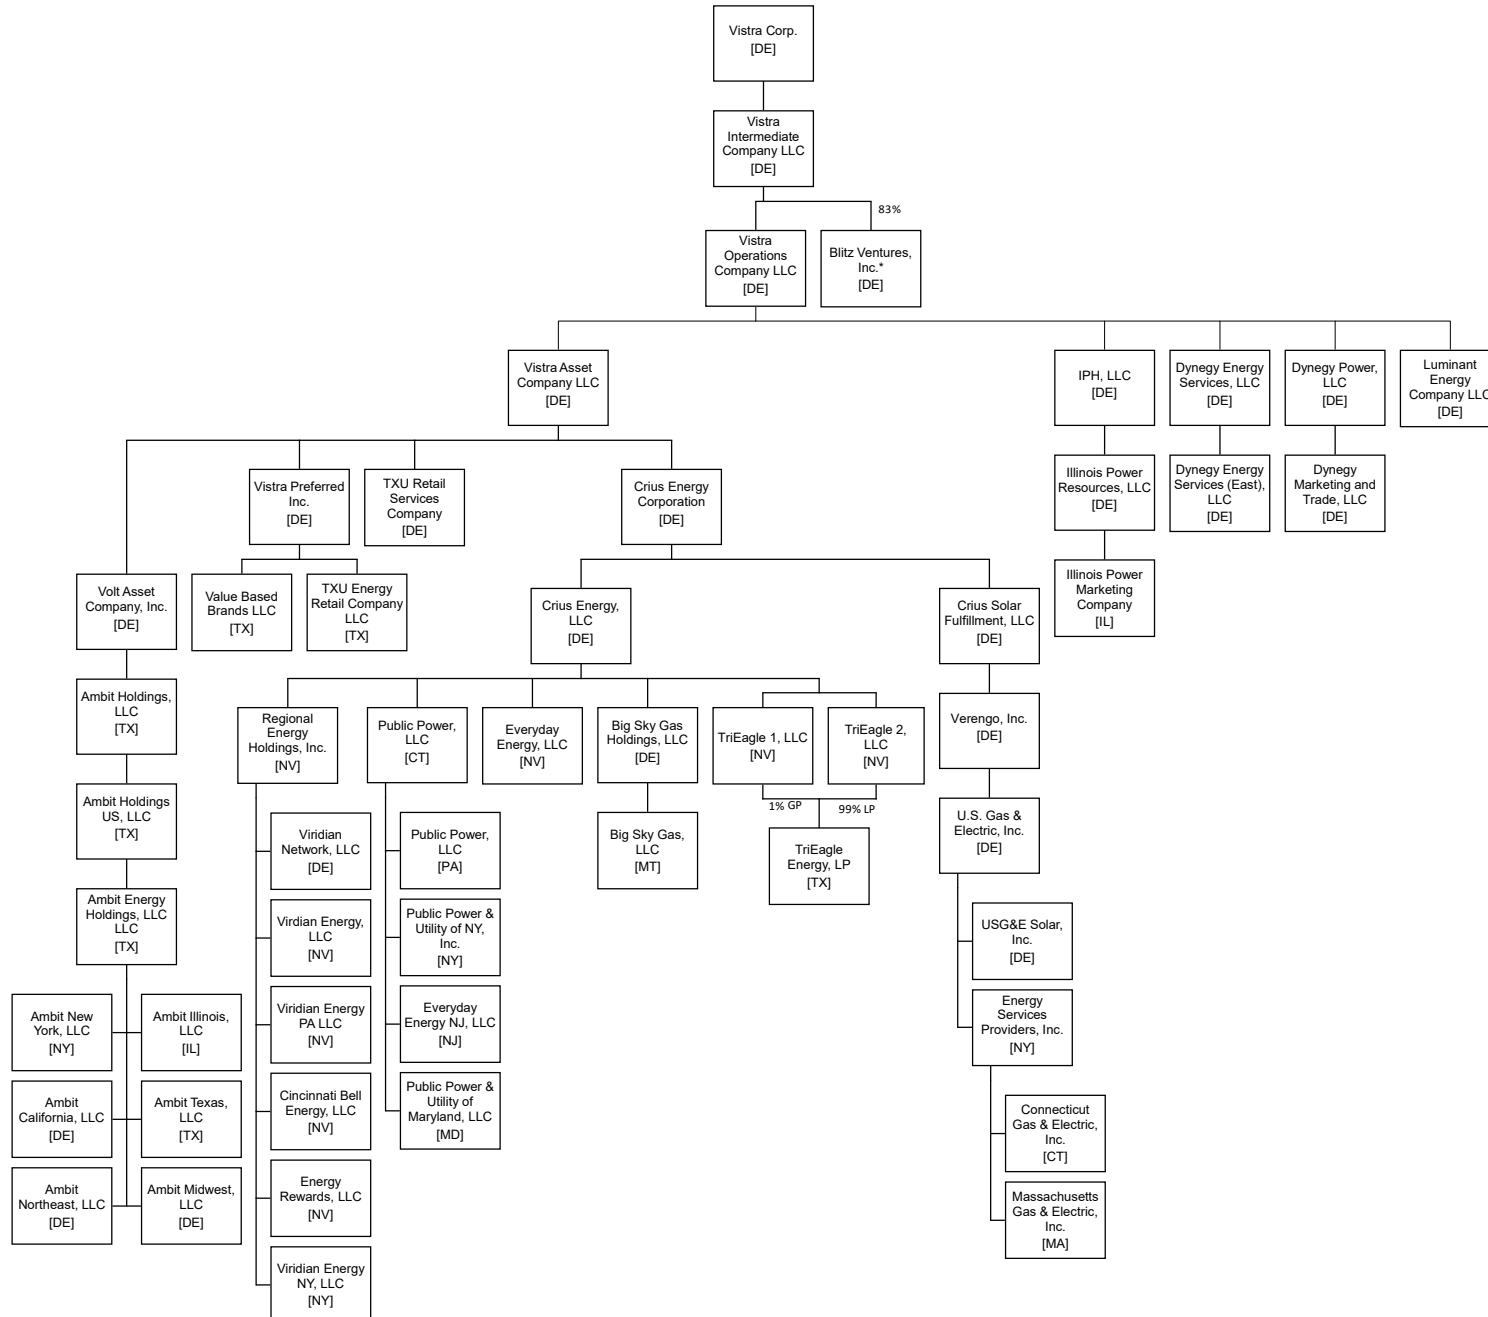 Vistra Corp.
[DE]
Vistra
Intermediate
Company LLC
[DE]
83%
Vistra
Operations
Company LLC
[DE]
Blitz Ventures,
Inc.*
[DE]
Vistra Asset
Company LLC
[DE]
IPH, LLC
[DE]
Dynegy Energy
Services, LLC
[DE]
Dynegy Power,
LLC
[DE]
Luminant
Energy
Company LLC
[DE]
Vistra Preferred
Inc.
[DE]
TXU Retail
Services
Company
[DE]
Crius Energy
Corporation
[DE]
Illinois Power
Resources, LLC
[DE]
Dynegy Energy
Services (East),
LLC
[DE]
Dynegy
Marketing and
Trade, LLC
[DE]
Volt Asset
Company, Inc.
[DE]
Value Based
Brands LLC
[TX]
TXU Energy
Retail Company
LLC
[TX]
Crius Energy,
LLC
[DE]
Crius Solar
Fulfillment, LLC
[DE]
Illinois Power
Marketing
Company
[IL]
Ambit Holdings,
LLC
[TX]
Regional
Energy
Holdings, Inc.
[NV]
Public Power,
LLC
[CT]
Everyday
Energy, LLC
[NV]
Big Sky Gas
Holdings, LLC
[DE]
TriEagle 1, LLC
[NV]
TriEagle 2,
LLC
[NV]
Verengo, Inc.
[DE]
Ambit Holdings
US, LLC
[TX]
1% GP
99% LP
Viridian
Network, LLC
[DE]
Public Power,
LLC
[PA]
Big Sky Gas,
LLC
[MT]
TriEagle
Energy, LP
[TX]
U.S. Gas &
Electric, Inc.
[DE]
Ambit Energy
Holdings, LLC
LLC
[TX]
Virdian Energy,
LLC
[NV]
Public Power &
Utility of NY,
Inc.
[NY]
USG&E Solar,
Inc.
[DE]
Ambit New
York, LLC
[NY]
Ambit Illinois,
LLC
[IL]
Viridian Energy
PA LLC
[NV]
Everyday
Energy NJ, LLC
[NJ]
Energy
Services
Providers, Inc.
[NY]
Ambit
California, LLC
[DE]
Ambit Texas,
LLC
[TX]
Cincinnati Bell
Energy, LLC
[NV]
Public Power &
Utility of
Maryland, LLC
[MD]
Connecticut
Gas & Electric,
Inc.
[CT]
Ambit
Northeast, LLC
[DE]
Ambit Midwest,
LLC
[DE]
Energy
Rewards, LLC
[NV]
Massachusetts
Gas & Electric,
Inc.
[MA]
Viridian Energy
NY, LLC
[NY]